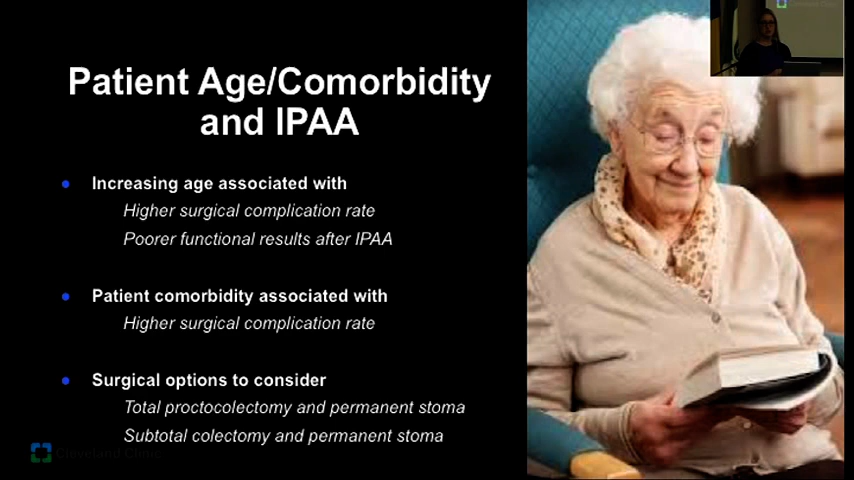 Patient Age/Comorbidity
and IPAA
Increasing age associated with
Higher surgical complication rate
Poorer functional results after IPAA
Patient comorbidity associated with
Higher surgical complication rate
Surgical options to consider
Total proctocolectomy and permanent stoma
Subtotal colectomy and permanent stoma
Cleveland Clinic